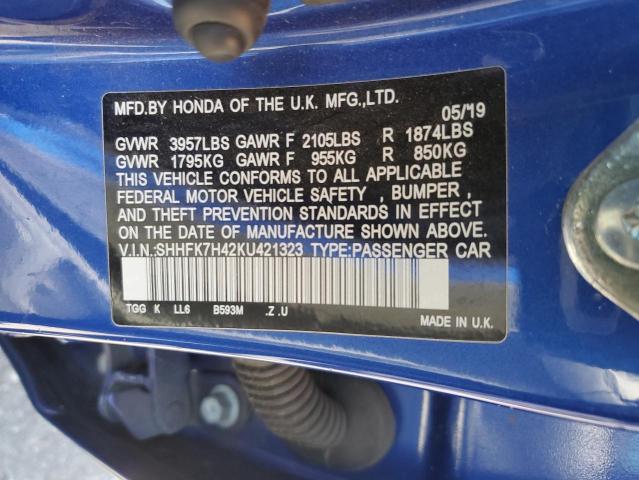 MFD.BY HONDA OF THE U.K. MFG.,LTD. 05/19
GVWR 3957LBS GAWR F 2105LBS R 1874LBS
GVWR 1795KG GAWR F 955KG R 850KG
THIS VEHICLE CONFORMS TO ALL APPLICABLE
FEDERAL MOTOR VEHICLE SAFETY , BUMPER ,
AND THEFT PREVENTION STANDARDS IN EFFECT
ON THE DATE OF MANUFACTURE SHOWN ABOVE.
V.I.N.:SHHFK7H42KU421323 TYPE:PASSENGER CAR
TGG K LL6 B593M .Z .U
MADE IN U.K.